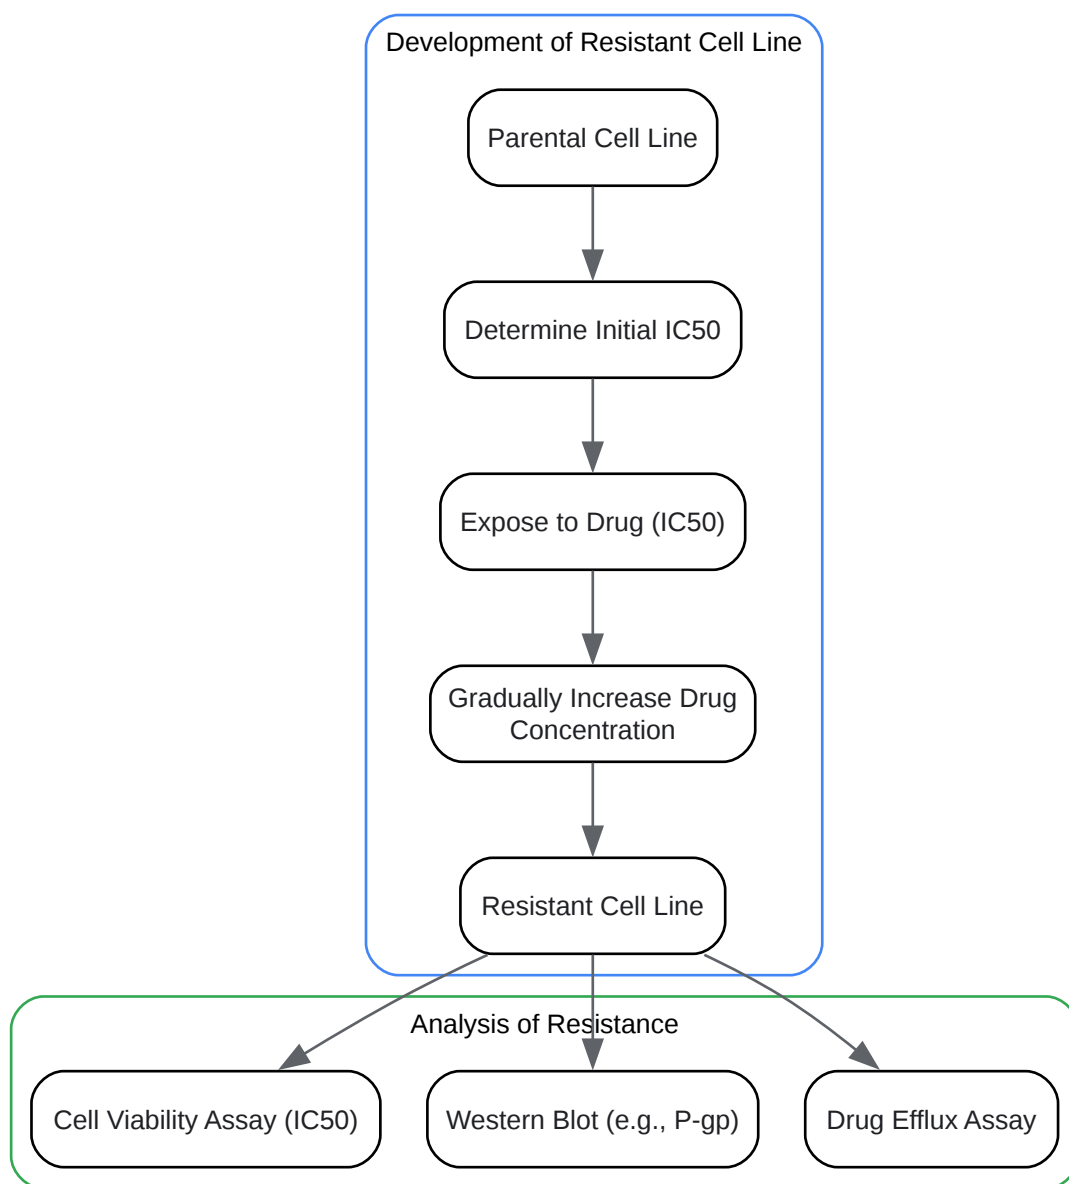 Development of Resistant Cell Line
Parental Cell Line
Determine Initial IC50
Expose to Drug (IC50)
Gradually Increase Drug
Concentration
Resistant Cell Line
Analysis of Resistance
Cell Viability Assay (IC50)
Western Blot (e.g., P-gp)
Drug Efflux Assay